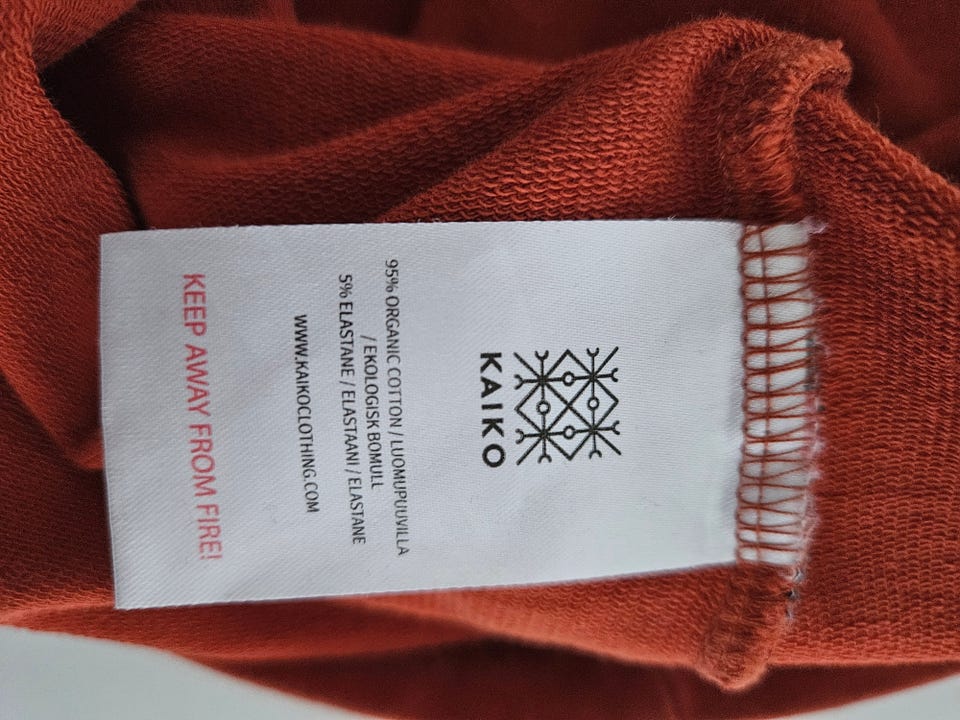 KAIKO
95% ORGANIC COTTON / LUOMUPUUVILLA
/ EKOLOGISK BOMULL
5% ELASTANE / ELASTAANI / ELASTANE
WWW.KAIKOCLOTHING.COM
KEEP AWAY FROM FIRE!